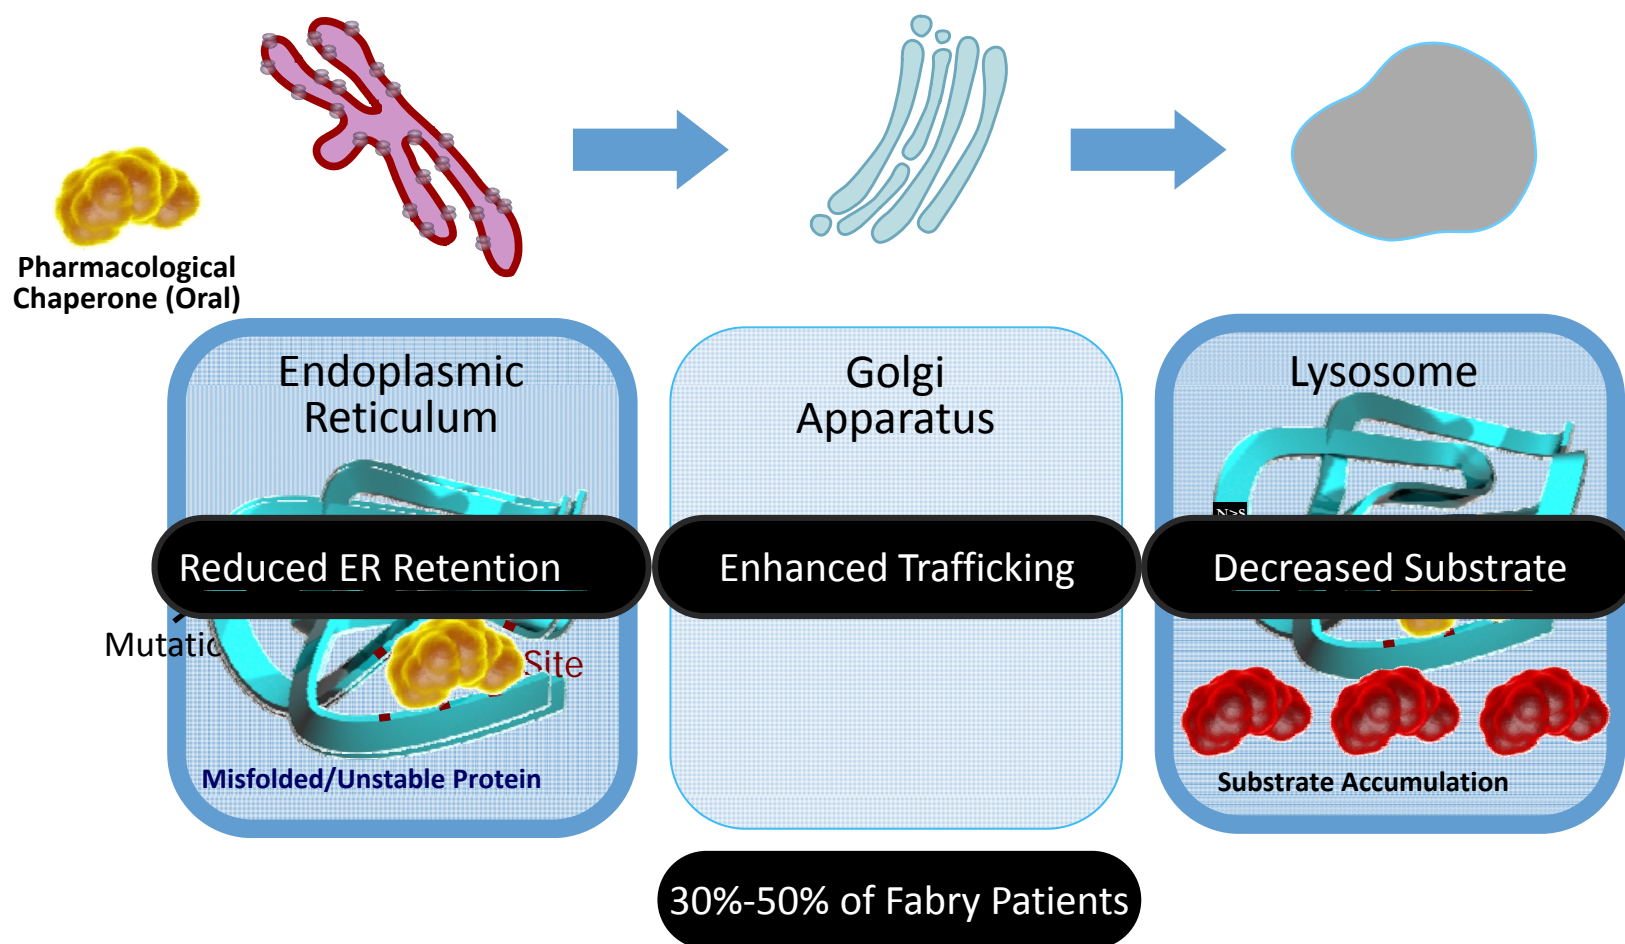 Pharmacological
Chaperone (Oral)
Endoplasmic
Reticulum
Golgi
Apparatus
Lysosome
N>S
Reduced ER Retention
Enhanced Trafficking
Decreased Substrate
Site
Misfolded/Unstable Protein
Substrate Accumulation
30%-50% of Fabry Patients